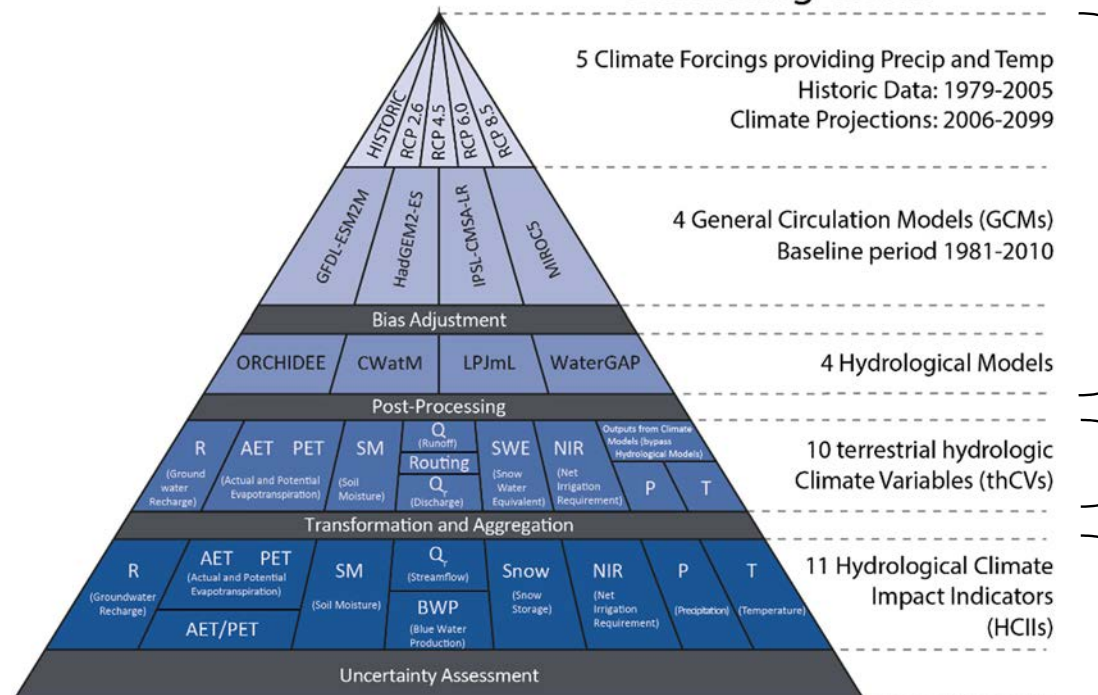 5 Climate Forcings providing Precip and Temp
Historic Data: 1979-2005
Climate Projections: 2006-2099
HISTORIC
RCP 2.6
RCP 4.5
RCP 6.0
RCP 8.5
4 General Circulation Models (GCMs)
Baseline period 1981-2010
GFDL-ESM2M
HadGEM2-ES
IPSL-CMSA-LR
MIROC5
Bias Adjustment
ORCHIDEE
CWatM
LPJmL
WaterGAP
4 Hydrological Models
Post-Processing
R
(Ground
water
Recharge)
AET PET
(Actual and Potential
Evapotranspiration)
SM
(Soil
Moisture)
Q
(Runoff)
Routing
Qr
(Discharge)
SWE
(Snow
Water
Equivalent)
NIR
(Net
Irrigation
Requirement)
Outputs from Climate
Models (bypass
Hydrological Models)
P
T
10 terrestrial hydrologic
Climate Variables (thCVs)
Transformation and Aggregation
R
(Groundwater
Recharge)
AET PET
(Actual and Potential
Evapotranspiration)
AET/PET
SM
(Soil Moisture)
Qr
(Streamflow)
BWP
(Blue Water
Production)
Snow
(Snow
Storage)
NIR
(Net
Irrigation
Requirement)
P
(Precipitation)
T
(Temperature)
11 Hydrological Climate
Impact Indicators
(HCIIs)
Uncertainty Assessment